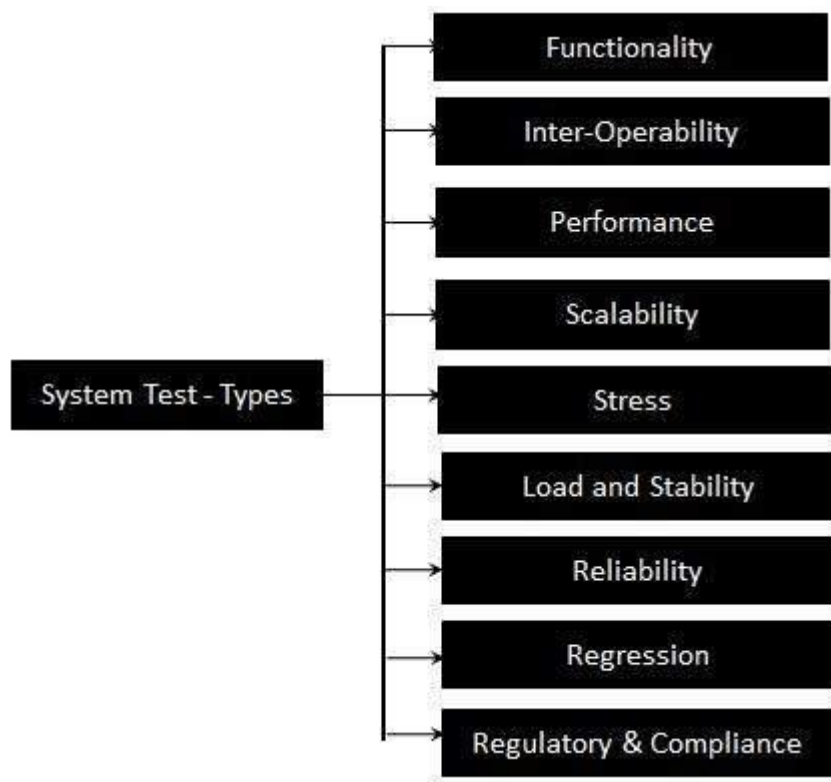 System Test - Types
Functionality
Inter-Operability
Performance
Scalability
Stress
Load and Stability
Reliability
Regression
Regulatory & Compliance